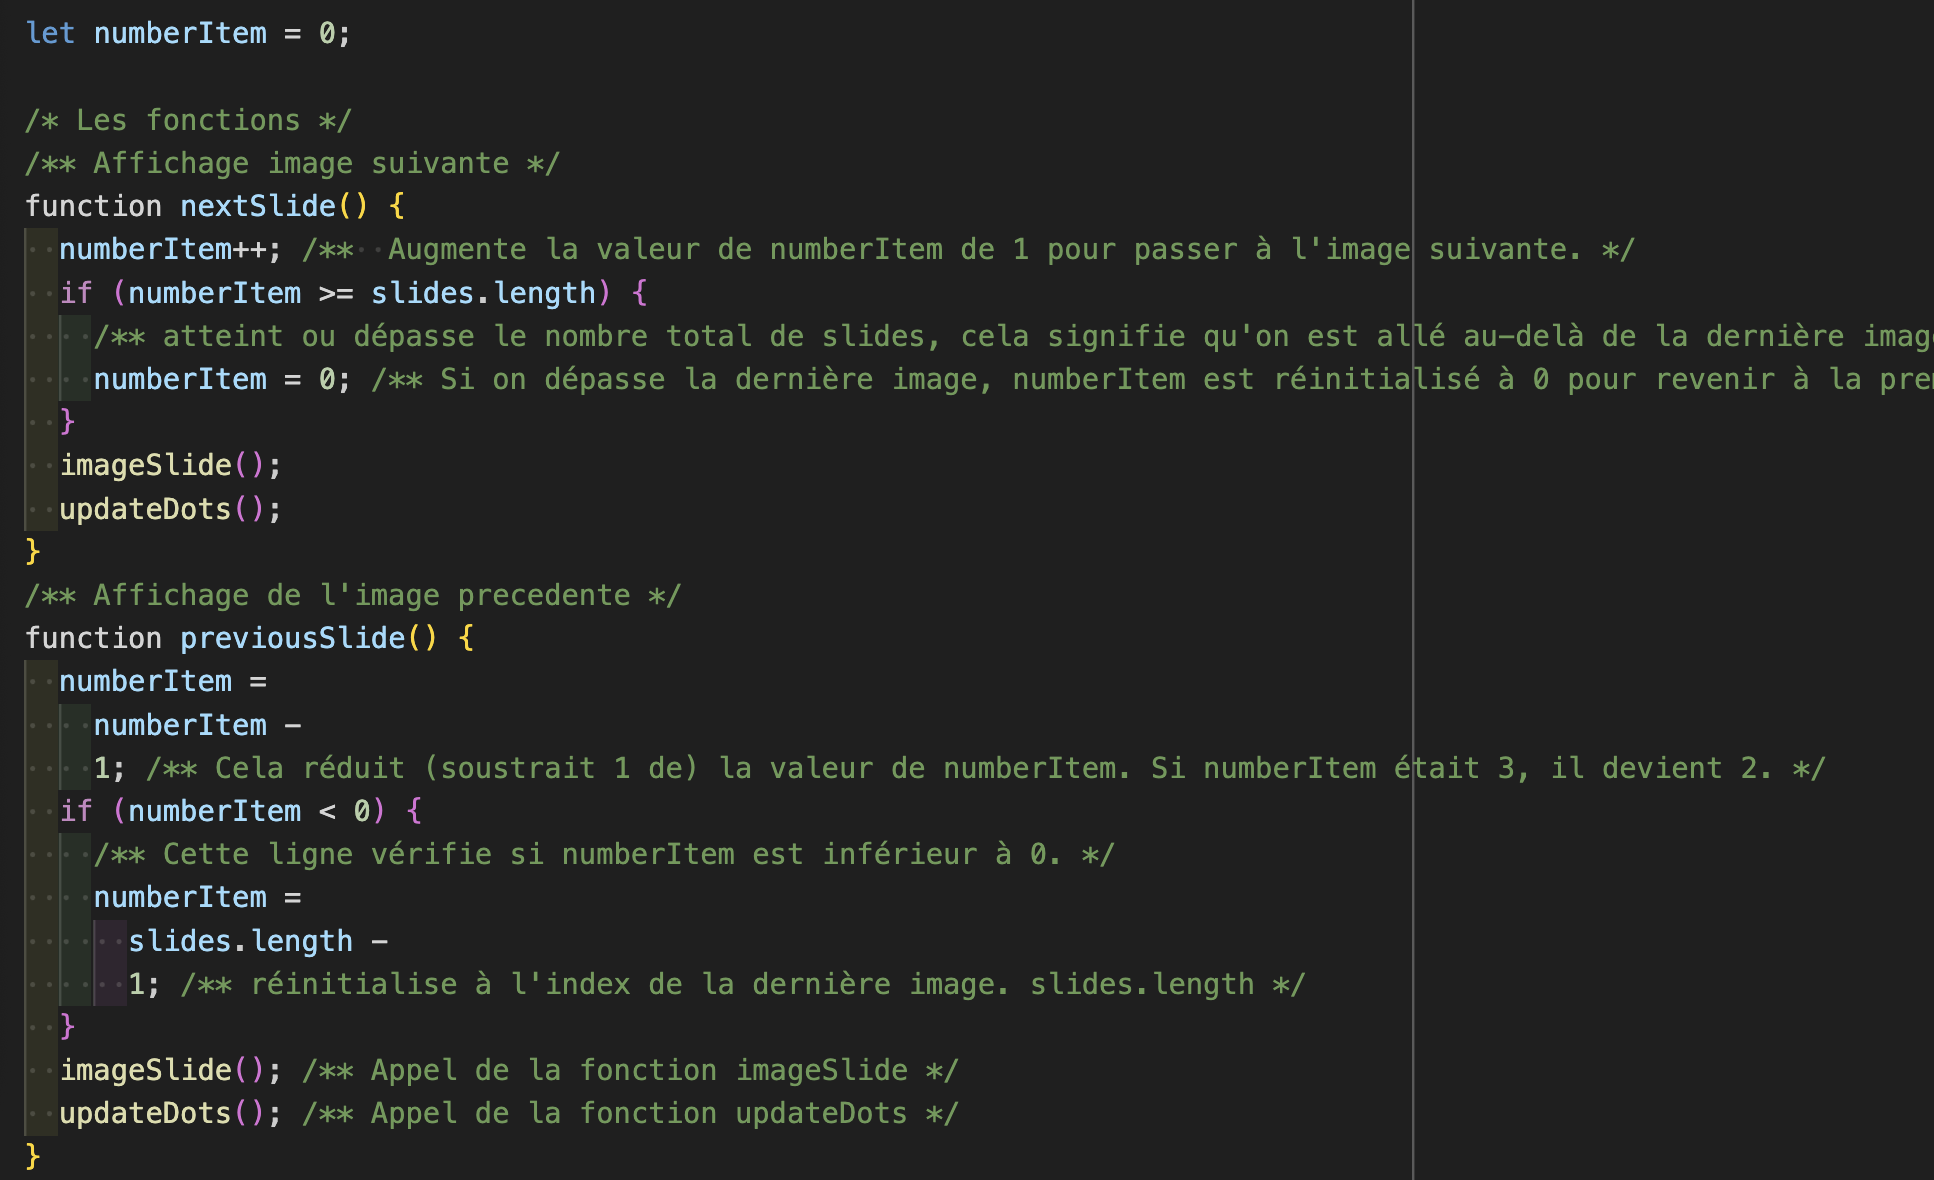 let numberItem = 0;
/* Les fonctions */
/** Affichage image suivante */
function nextSlide() {
numberItem++; /** Augmente la valeur de numberItem de 1 pour passer à l'image suivante. */
if (numberItem >= slides.length) {
/** atteint ou dépasse le nombre total de slides, cela signifie qu'on est allé au-delà de la dernière
numberItem = 0; /** Si on dépasse la dernière image, numberItem est réinitialisé à 0 pour revenir à la
}
imageSlide();
updateDots();
}
/** Affichage de l'image precedente */
function previousSlide() {
numberItem =
numberItem -
1; /** Cela réduit (soustrait 1 de) la valeur de numberItem. Si numberItem était 3, il devient 2. */
if (numberItem < 0) {
/** Cette ligne vérifie si numberItem est inférieur à 0. */
numberItem =
slides.length -
1; /** réinitialise à l'index de la dernière image. slides.length */
}
imageSlide(); /** Appel de la fonction imageSlide */
updateDots(); /** Appel de la fonction updateDots */
}